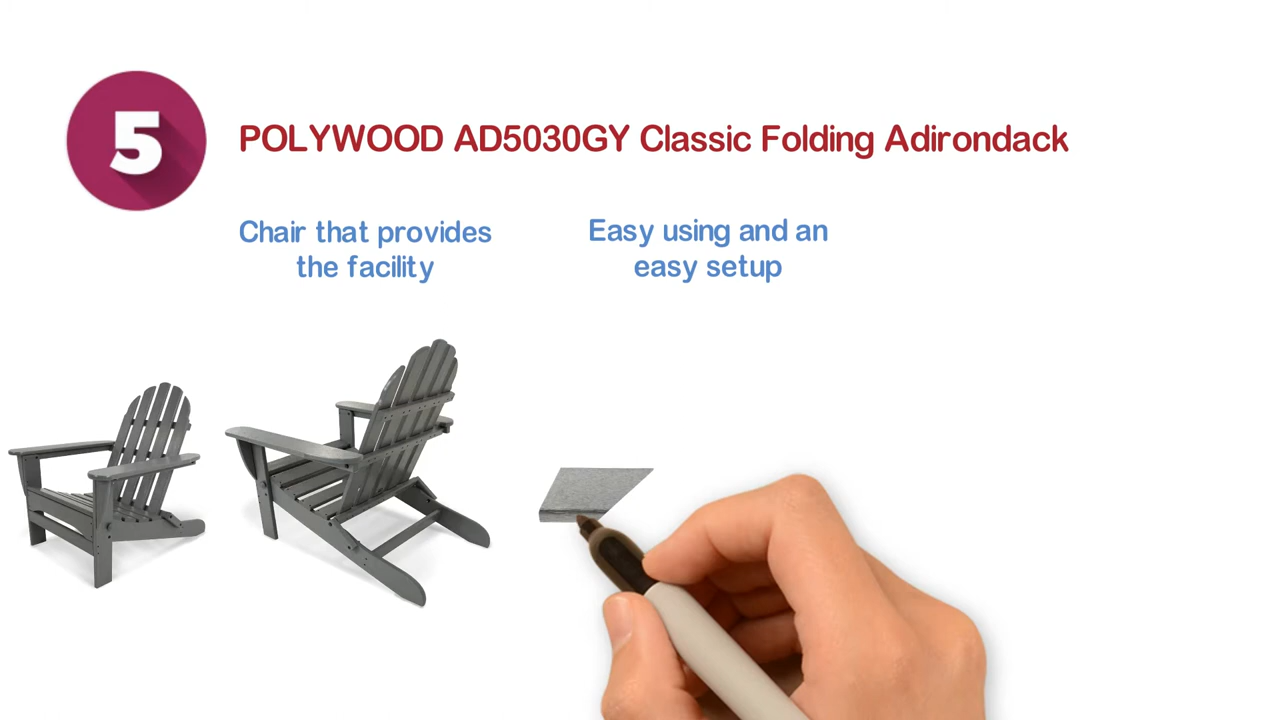 5
POLYWOOD AD5030GY Classic Folding Adirondack
Chair that provides
the facility
Easy using and an
easy setup